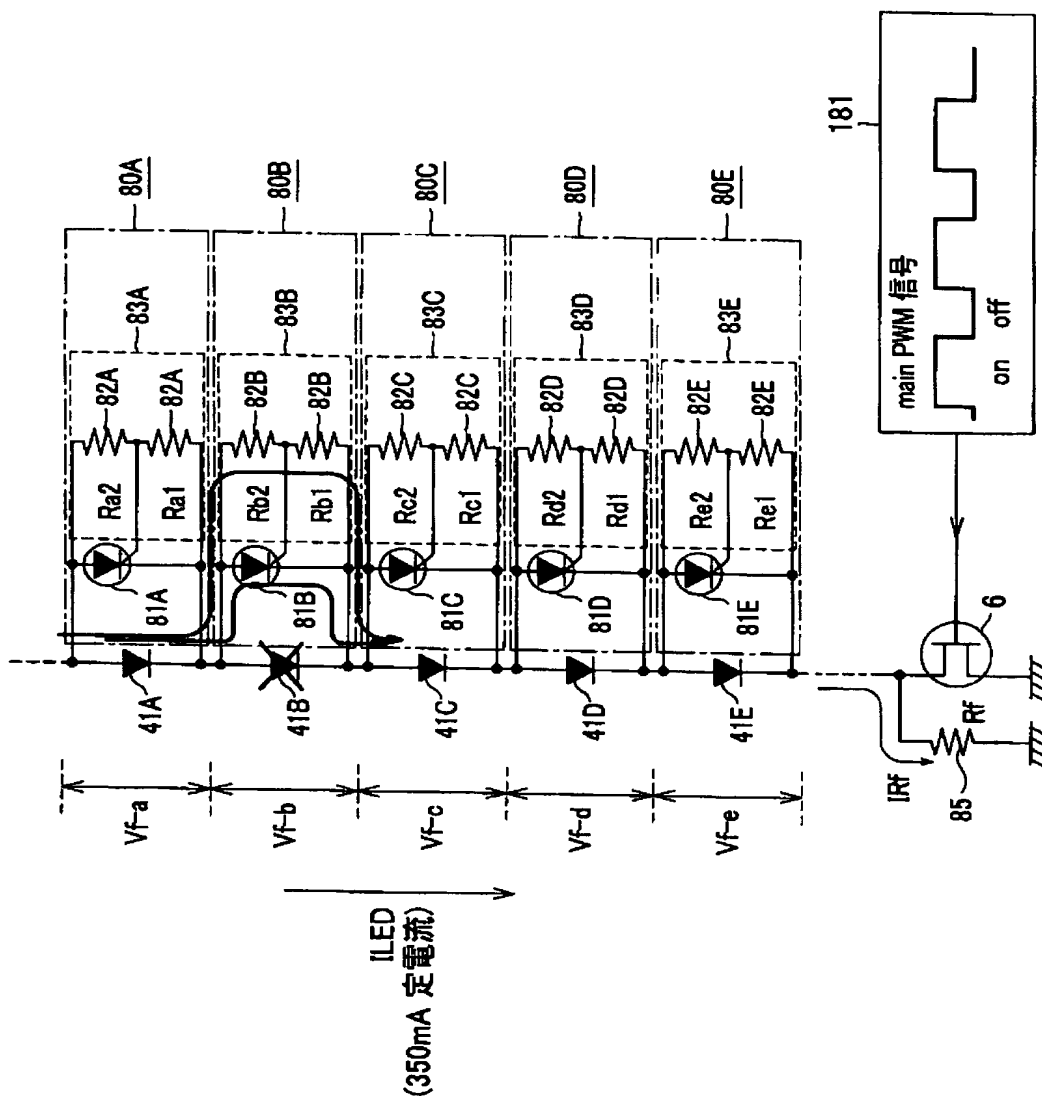 80A
83A
82A
82A
Ra2
Ra1
81A
41A
Vf-a
80B
83B
82B
82B
Rb2
Rb1
81B
41B
Vf-b
80C
83C
82C
82C
Rc2
Rc1
81C
41C
Vf-c
80D
83D
82D
82D
Rd2
Rd1
81D
41D
Vf-d
80E
83E
82E
82E
Re2
Re1
81E
41E
Vf-e
ILED
(350mA 定電流)
181
main PWM 信号
on
off
6
Rf
IRf
85